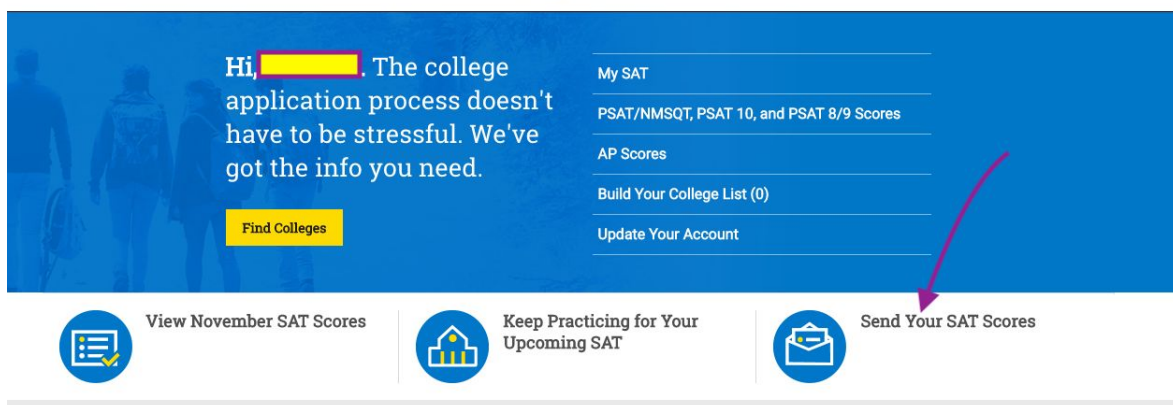 Hi, . The college
application process doesn't
have to be stressful. We've
got the info you need.
Find Colleges
My SAT
PSAT/NMSQT, PSAT 10, and PSAT 8/9 Scores
AP Scores
Build Your College List (0)
Update Your Account
View November SAT Scores
Keep Practicing for Your
Upcoming SAT
Send Your SAT Scores